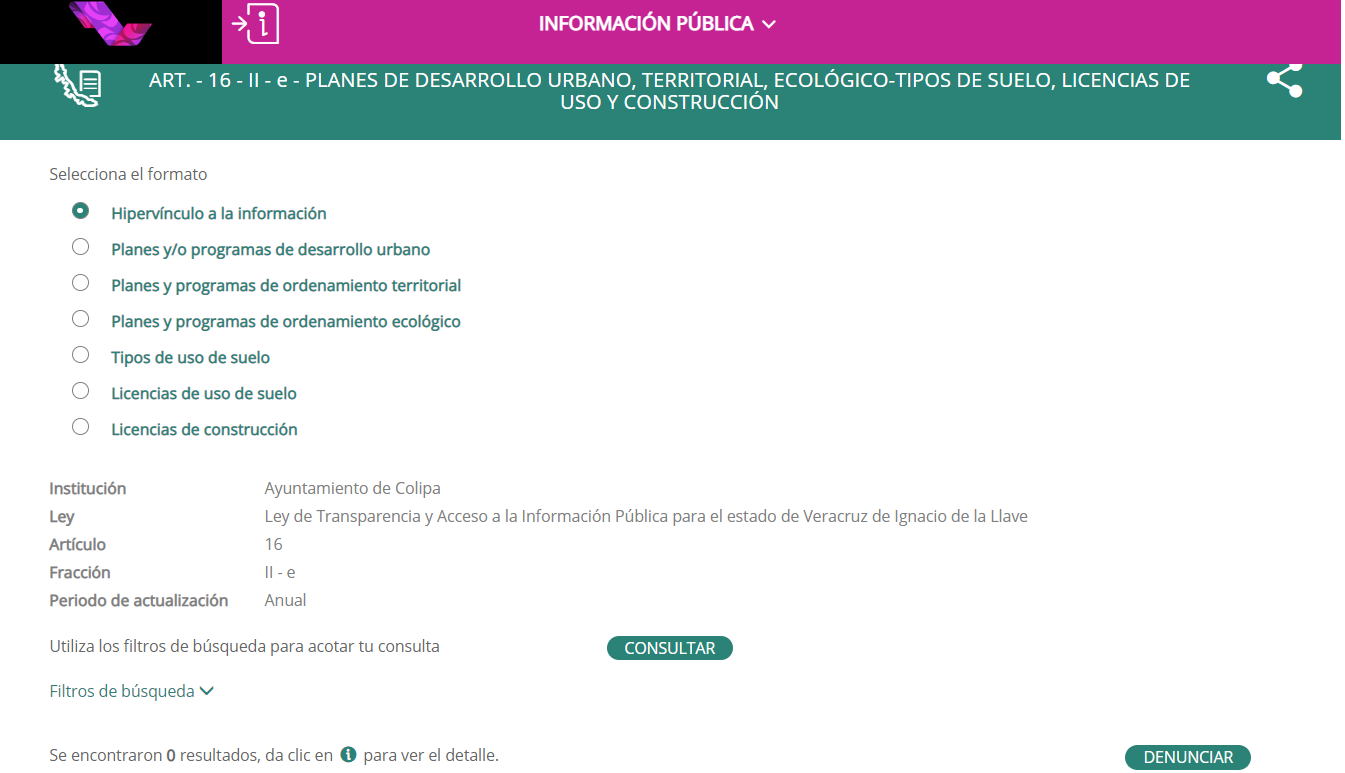 INFORMACIÓN PÚBLICA
ART. - 16 - II - e - PLANES DE DESARROLLO URBANO, TERRITORIAL, ECOLÓGICO-TIPOS DE SUELO, LICENCIAS DE
USO Y CONSTRUCCIÓN
Selecciona el formato
Hipervínculo a la información
Planes y/o programas de desarrollo urbano
Planes y programas de ordenamiento territorial
Planes y programas de ordenamiento ecológico
Tipos de uso de suelo
Licencias de uso de suelo
Licencias de construcción
Institución Ayuntamiento de Colipa
Ley Ley de Transparencia y Acceso a la Información Pública para el estado de Veracruz de Ignacio de la Llave
Artículo 16
Fracción II - e
Periodo de actualización Anual
Utiliza los filtros de búsqueda para acotar tu consulta CONSULTAR
Filtros de búsqueda
Se encontraron 0 resultados, da clic en i para ver el detalle. DENUNCIAR